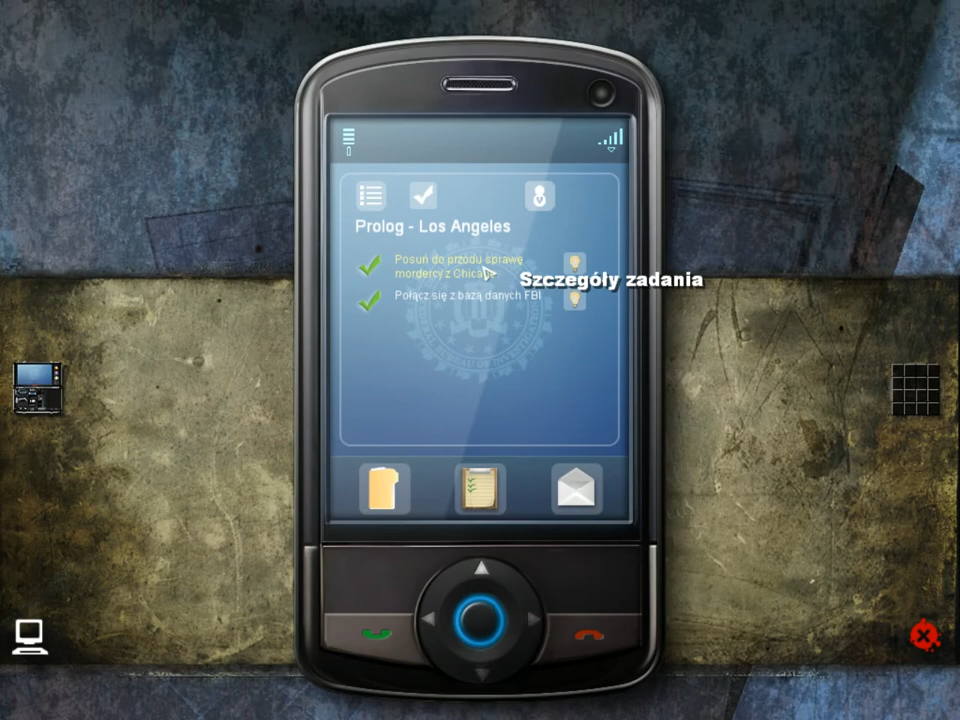 Prolog - Los Angeles
Posuń do przodu sprawę
mordercy z Chicago
Szczegóły zadania
Połącz się z bazą danych FBI